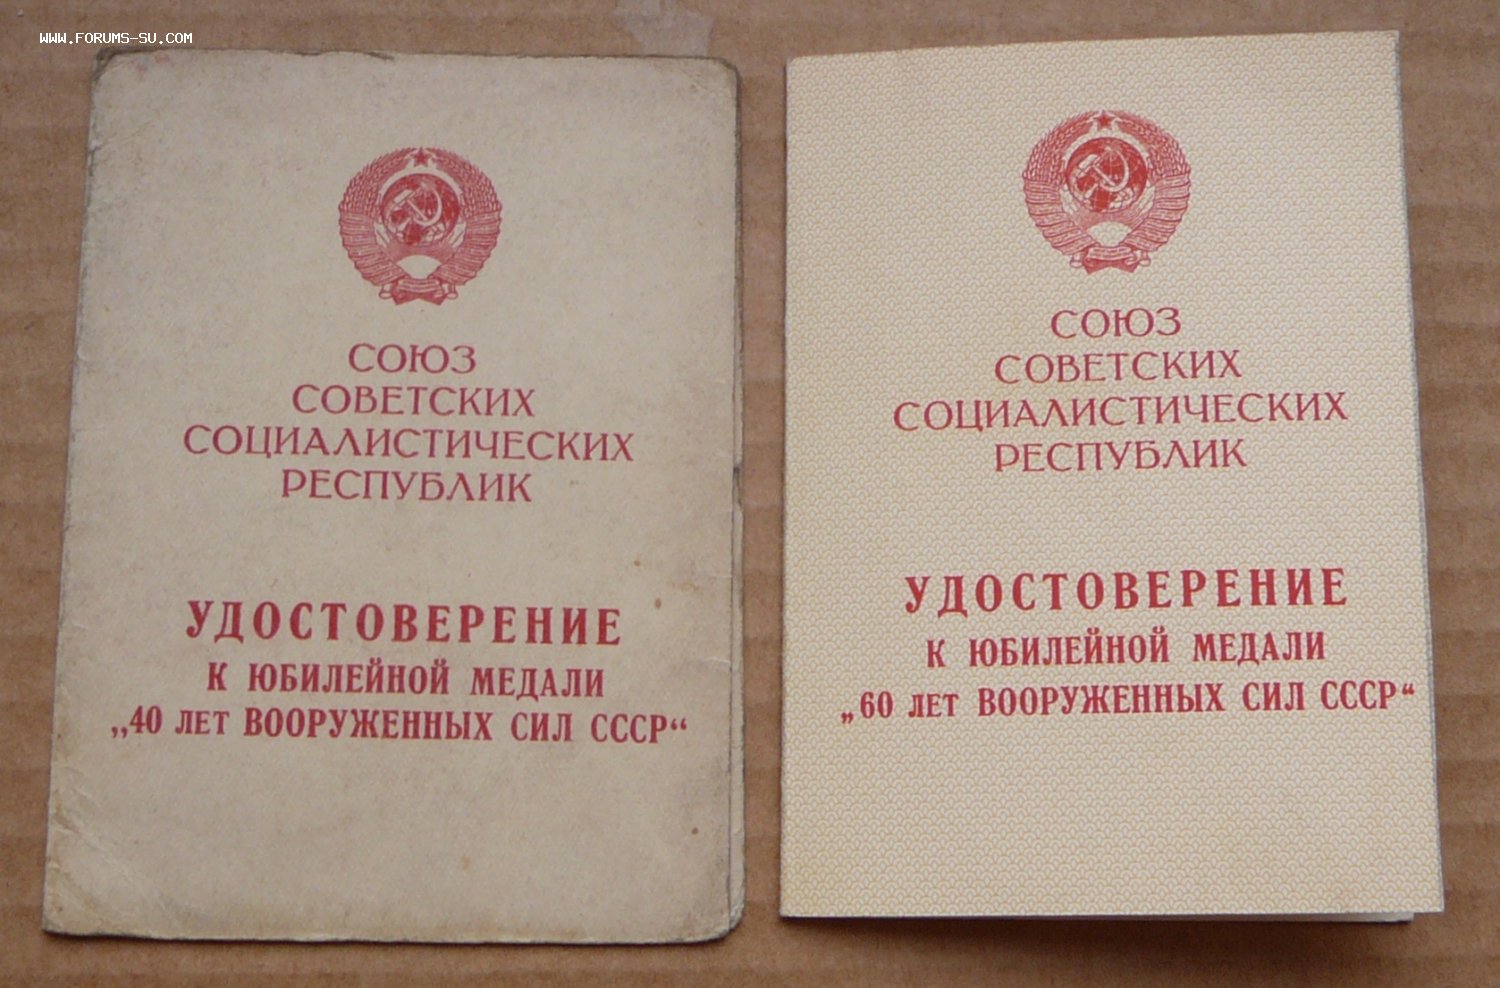 WWW.FORUMS-SU.COM
СОЮЗ
СОВЕТСКИХ
СОЦИАЛИСТИЧЕСКИХ
РЕСПУБЛИК
УДОСТОВЕРЕНИЕ
К ЮБИЛЕЙНОЙ МЕДАЛИ
„40 ЛЕТ ВООРУЖЕННЫХ СИЛ СССР“
СОЮЗ
СОВЕТСКИХ
СОЦИАЛИСТИЧЕСКИХ
РЕСПУБЛИК
УДОСТОВЕРЕНИЕ
К ЮБИЛЕЙНОЙ МЕДАЛИ
„60 ЛЕТ ВООРУЖЕННЫХ СИЛ СССР“